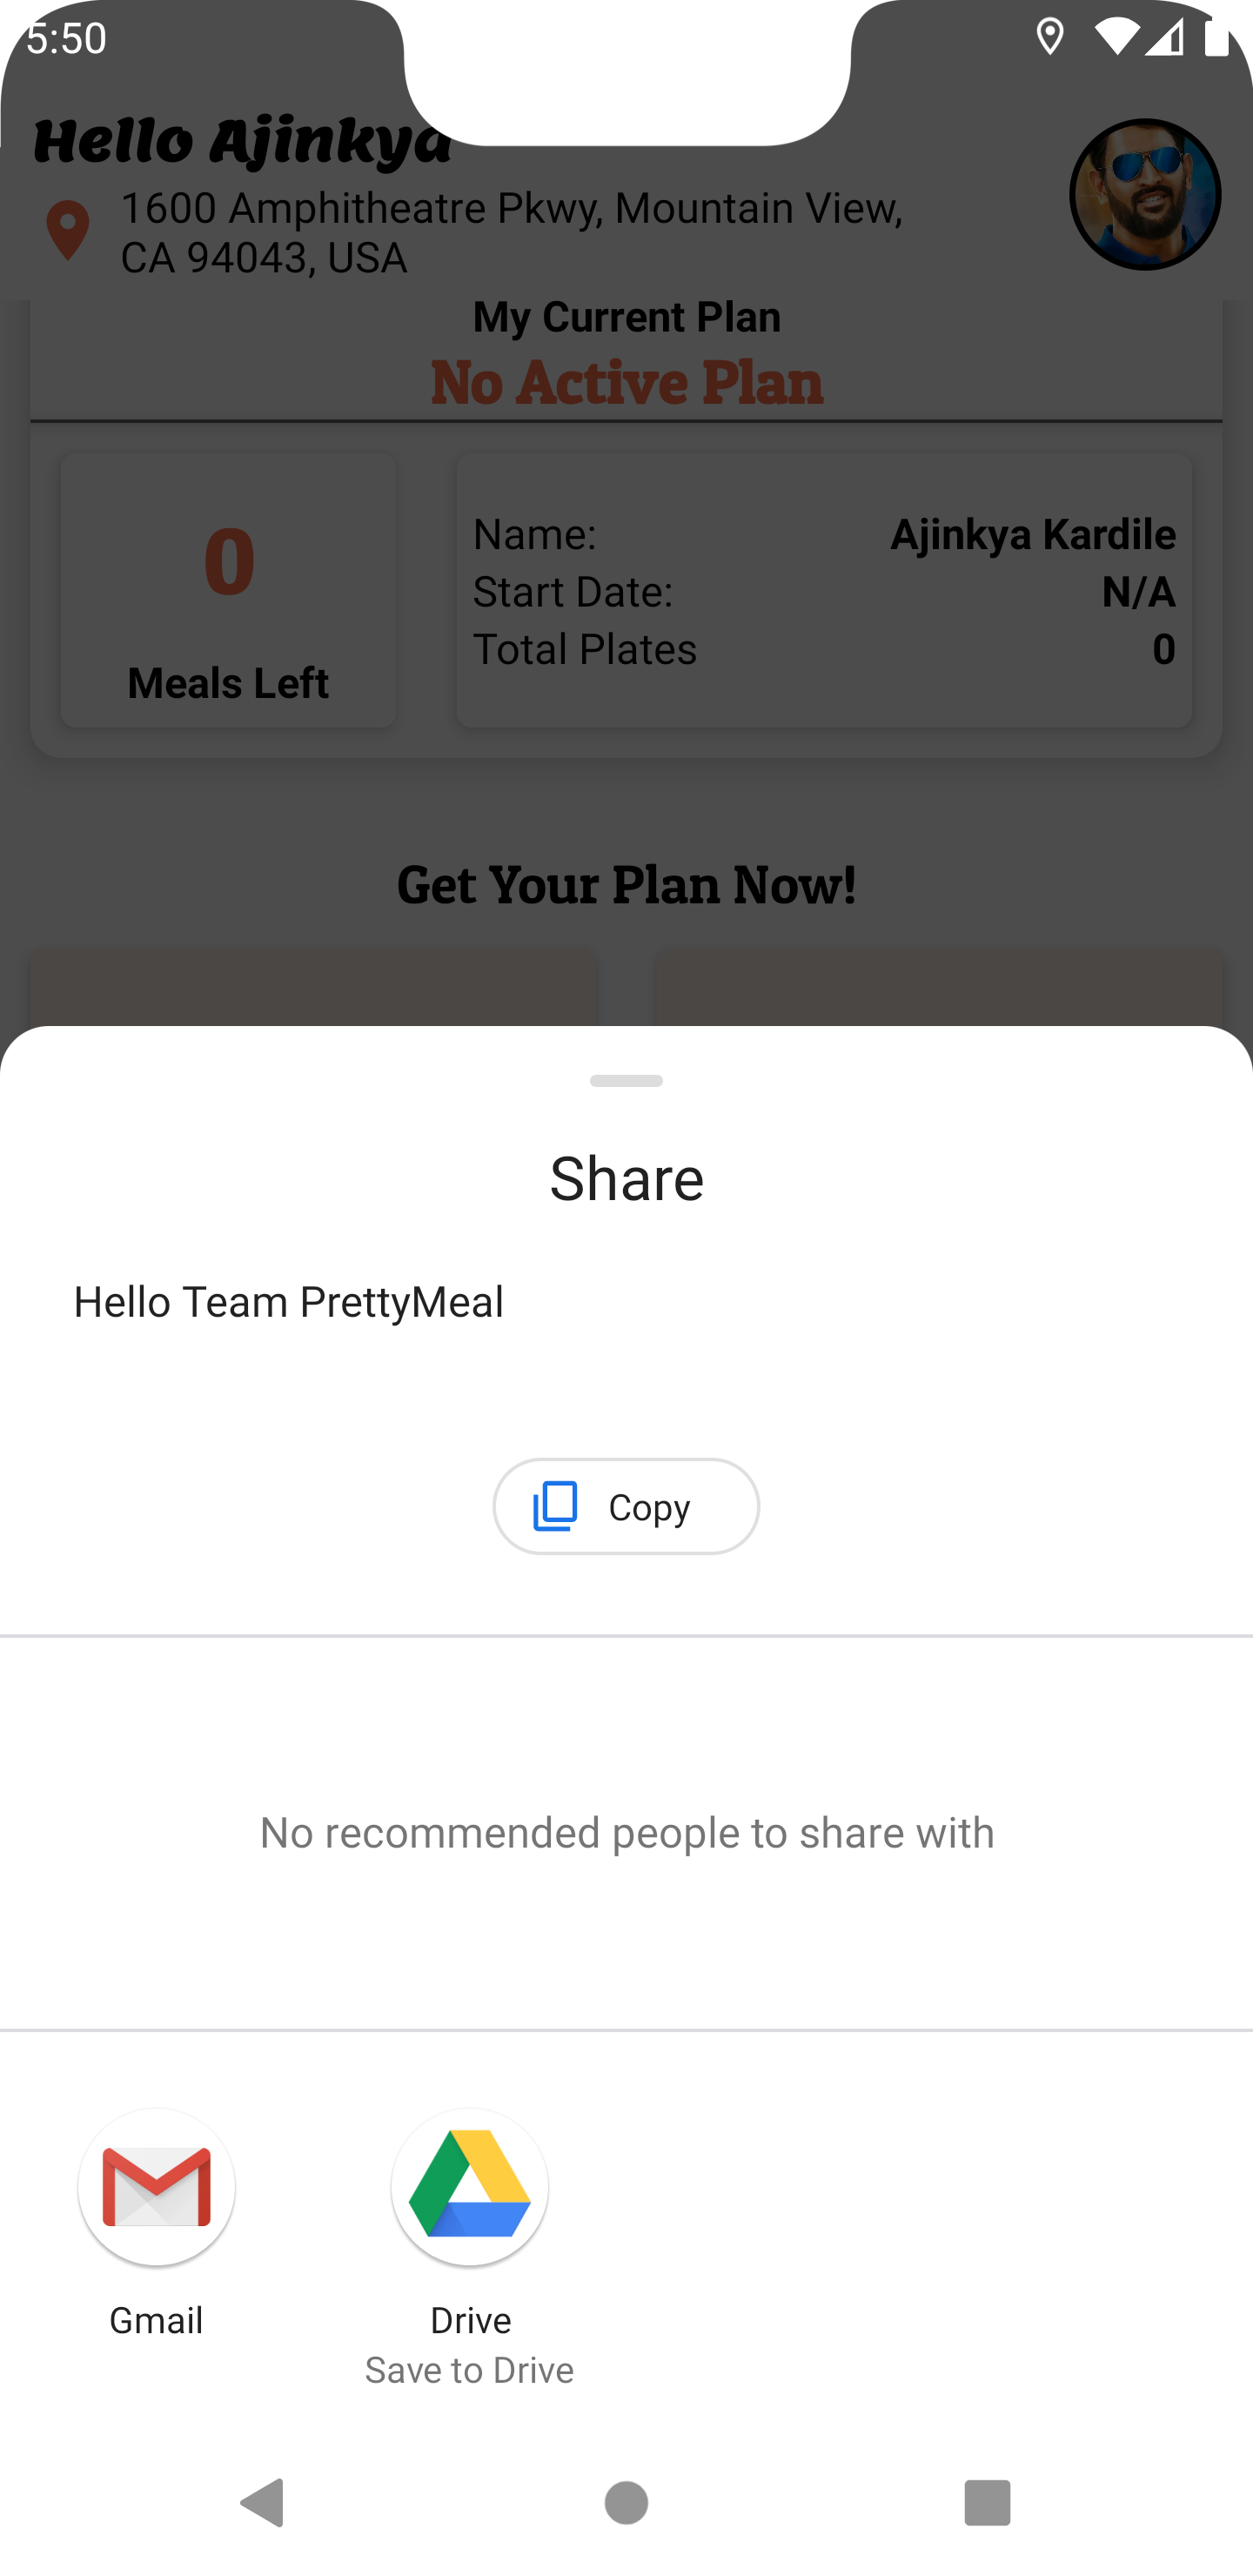 5:50
Hello Ajinkya
1600 Amphitheatre Pkwy, Mountain View,
CA 94043, USA
My Current Plan
No Active Plan
0
Meals Left
Name: Ajinkya Kardile
Start Date: N/A
Total Plates 0
Get Your Plan Now!
Share
Hello Team PrettyMeal
Copy
No recommended people to share with
Gmail
Drive
Save to Drive